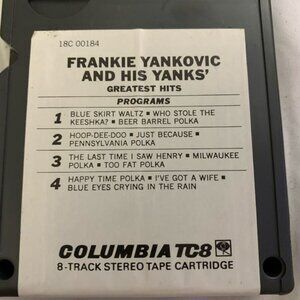 18C 00184
FRANKIE YANKOVIC
AND HIS YANKS'
GREATEST HITS
PROGRAMS
1 BLUE SKIRT WALTZ ▪ WHO STOLE THE
KEESHKA? ▪ BEER BARREL POLKA
2 HOOP-DEE-DOO ▪ JUST BECAUSE ▪
PENNSYLVANIA POLKA
3 THE LAST TIME I SAW HENRY ▪ MILWAUKEE
POLKA ▪ TOO FAT POLKA
4 HAPPY TIME POLKA ▪ I'VE GOT A WIFE ▪
BLUE EYES CRYING IN THE RAIN
COLUMBIA TC8
8-TRACK STEREO TAPE CARTRIDGE